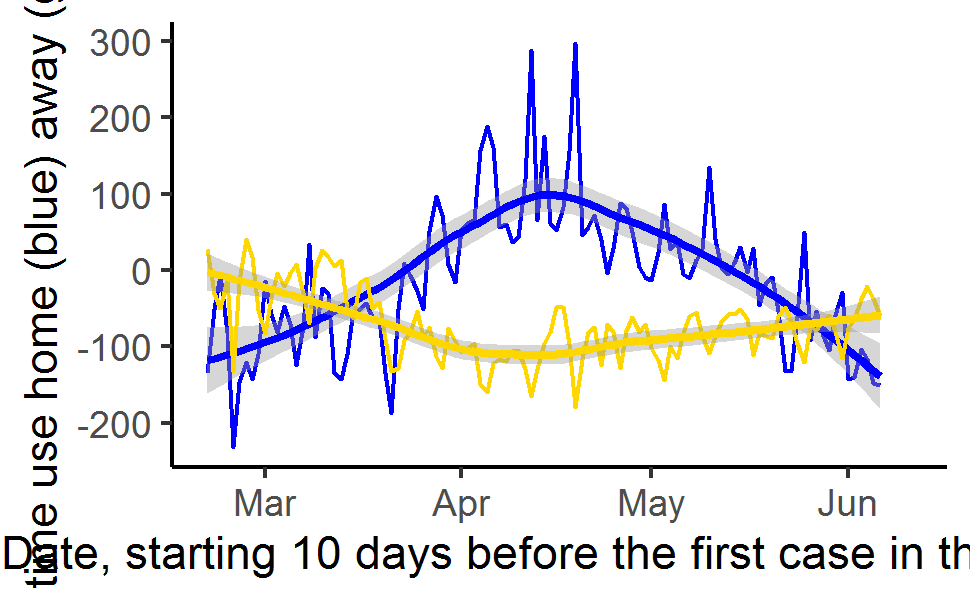 time use home (blue) away (
300
200
100
0
-100
-200
Mar Apr May Jun
Date, starting 10 days before the first case in th